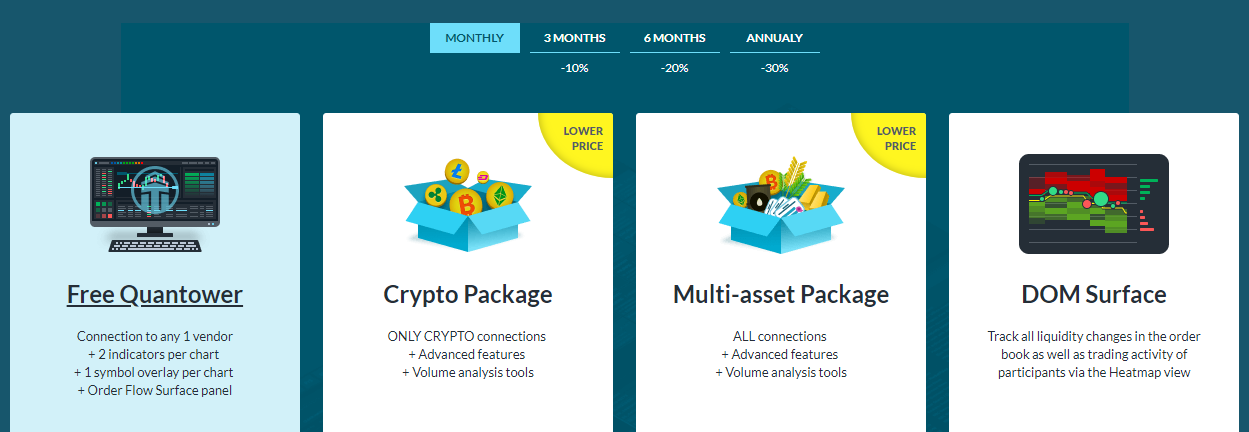 MONTHLY
3 MONTHS
6 MONTHS
ANNUALY
-10%
-20%
-30%
LOWER
PRICE
LOWER
PRICE
Free Quantower
Connection to any 1 vendor
+ 2 indicators per chart
+ 1 symbol overlay per chart
+ Order Flow Surface panel
Crypto Package
ONLY CRYPTO connections
+ Advanced features
+ Volume analysis tools
Multi-asset Package
ALL connections
+ Advanced features
+ Volume analysis tools
DOM Surface
Track all liquidity changes in the order
book as well as trading activity of
participants via the Heatmap view